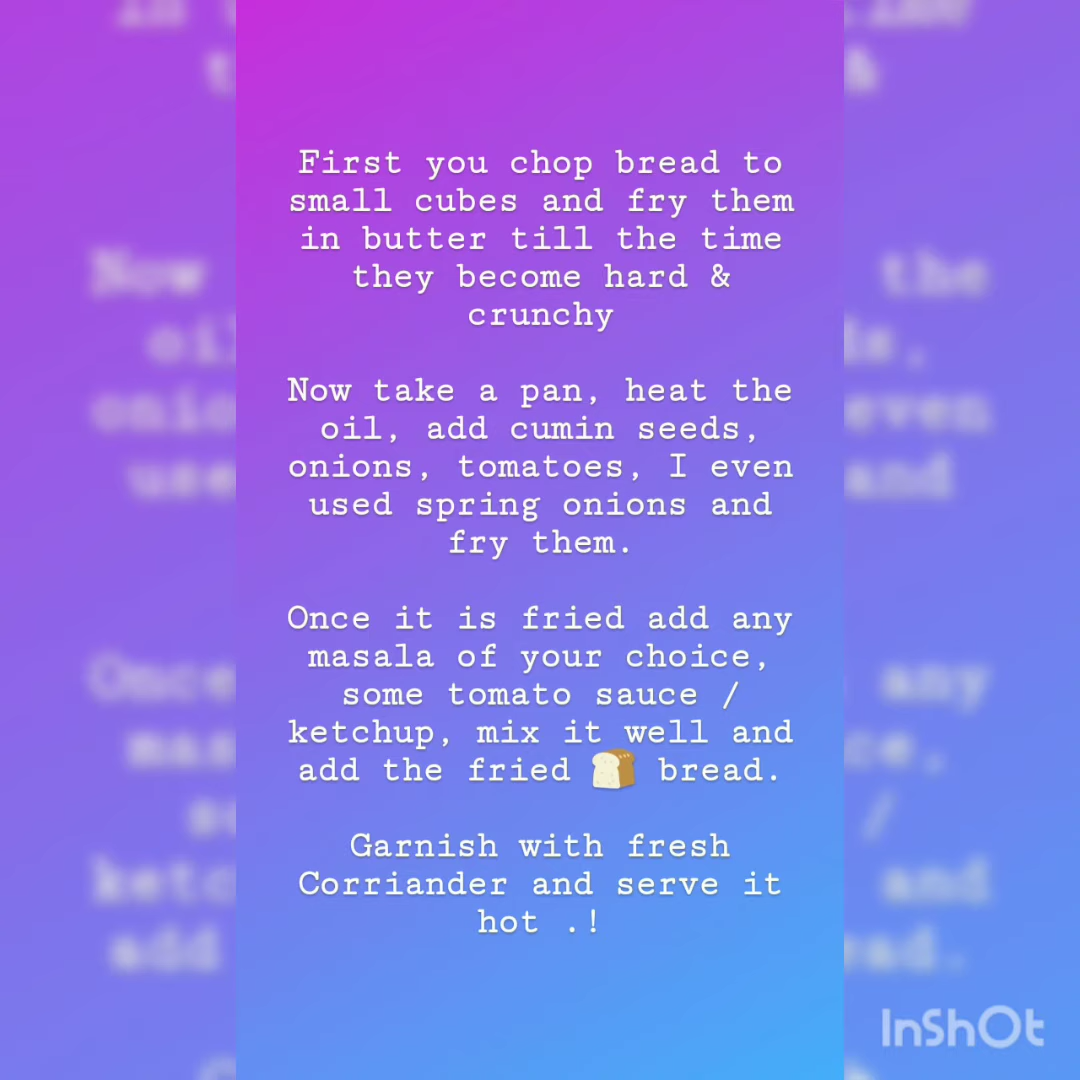 First you chop bread to
small cubes and fry them
in butter till the time
they become hard &
crunchy
Now take a pan, heat the
oil, add cumin seeds,
onions, tomatoes, I even
used spring onions and
fry them.
Once it is fried add any
masala of your choice,
some tomato sauce /
ketchup, mix it well and
add the fried 🍞 bread.
Garnish with fresh
Corriander and serve it
hot .!
InShOt